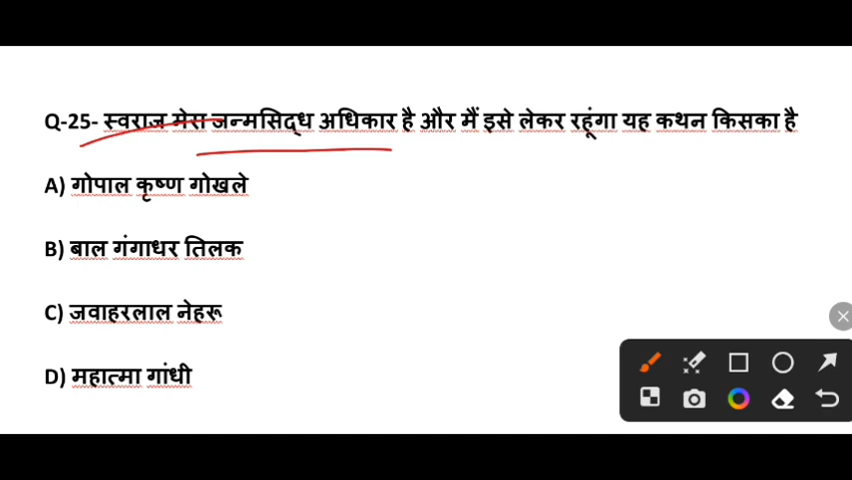 Q-25- स्वराज मेरा जन्मसिद्ध अधिकार है और मैं इसे लेकर रहूंगा यह कथन किसका है
A) गोपाल कृष्ण गोखले
B) बाल गंगाधर तिलक
C) जवाहरलाल नेहरू
D) महात्मा गांधी